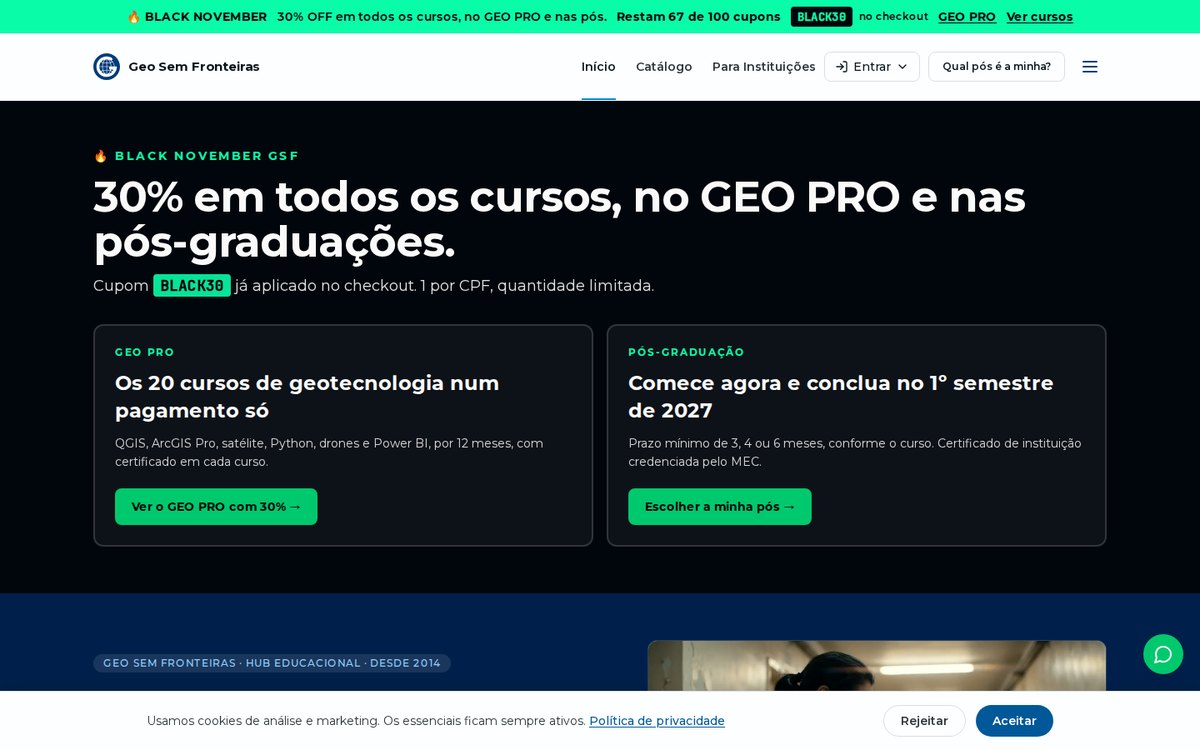 🔥 BLACK NOVEMBER 30% OFF em todos os cursos, no GEO PRO e nas pós. Restam 67 de 100 cupons BLACK30 no checkout GEO PRO Ver cursos
Geo Sem Fronteiras Início Catálogo Para Instituições Entrar Qual pós é a minha?
🔥 BLACK NOVEMBER GSF
30% em todos os cursos, no GEO PRO e nas
pós-graduações.
Cupom BLACK30 já aplicado no checkout. 1 por CPF, quantidade limitada.
GEO PRO
Os 20 cursos de geotecnologia num
pagamento só
QGIS, ArcGIS Pro, satélite, Python, drones e Power BI, por 12 meses, com
certificado em cada curso.
Ver o GEO PRO com 30% →
PÓS-GRADUAÇÃO
Comece agora e conclua no 1º semestre
de 2027
Prazo mínimo de 3, 4 ou 6 meses, conforme o curso. Certificado de instituição
credenciada pelo MEC.
Escolher a minha pós →
GEO SEM FRONTEIRAS · HUB EDUCACIONAL · DESDE 2014
Usamos cookies de análise e marketing. Os essenciais ficam sempre ativos. Política de privacidade Rejeitar Aceitar